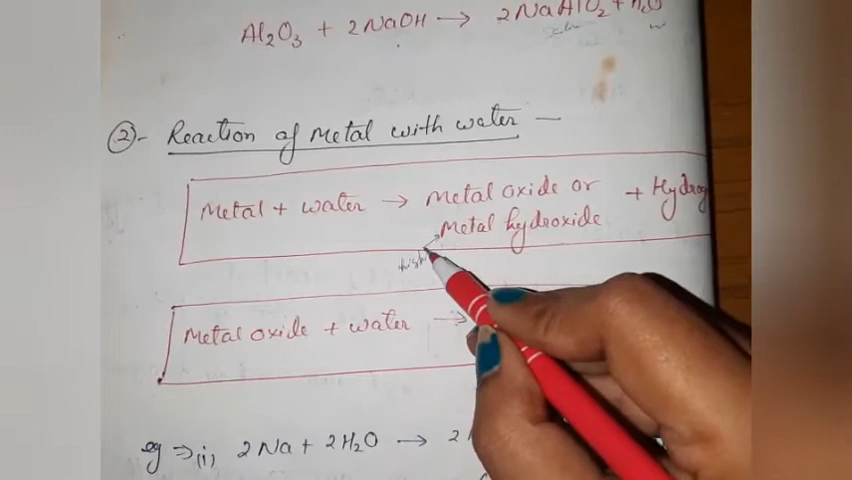 Al₂O₃ + 2NaOH → 2NaAlO₂ + H₂O
(2)- Reaction of Metal with water —
Metal + water → Metal oxide or + Hydrog
Metal hydroxide
high
Metal oxide + water →
eg ⇒ (i) 2Na + 2H₂O → 2